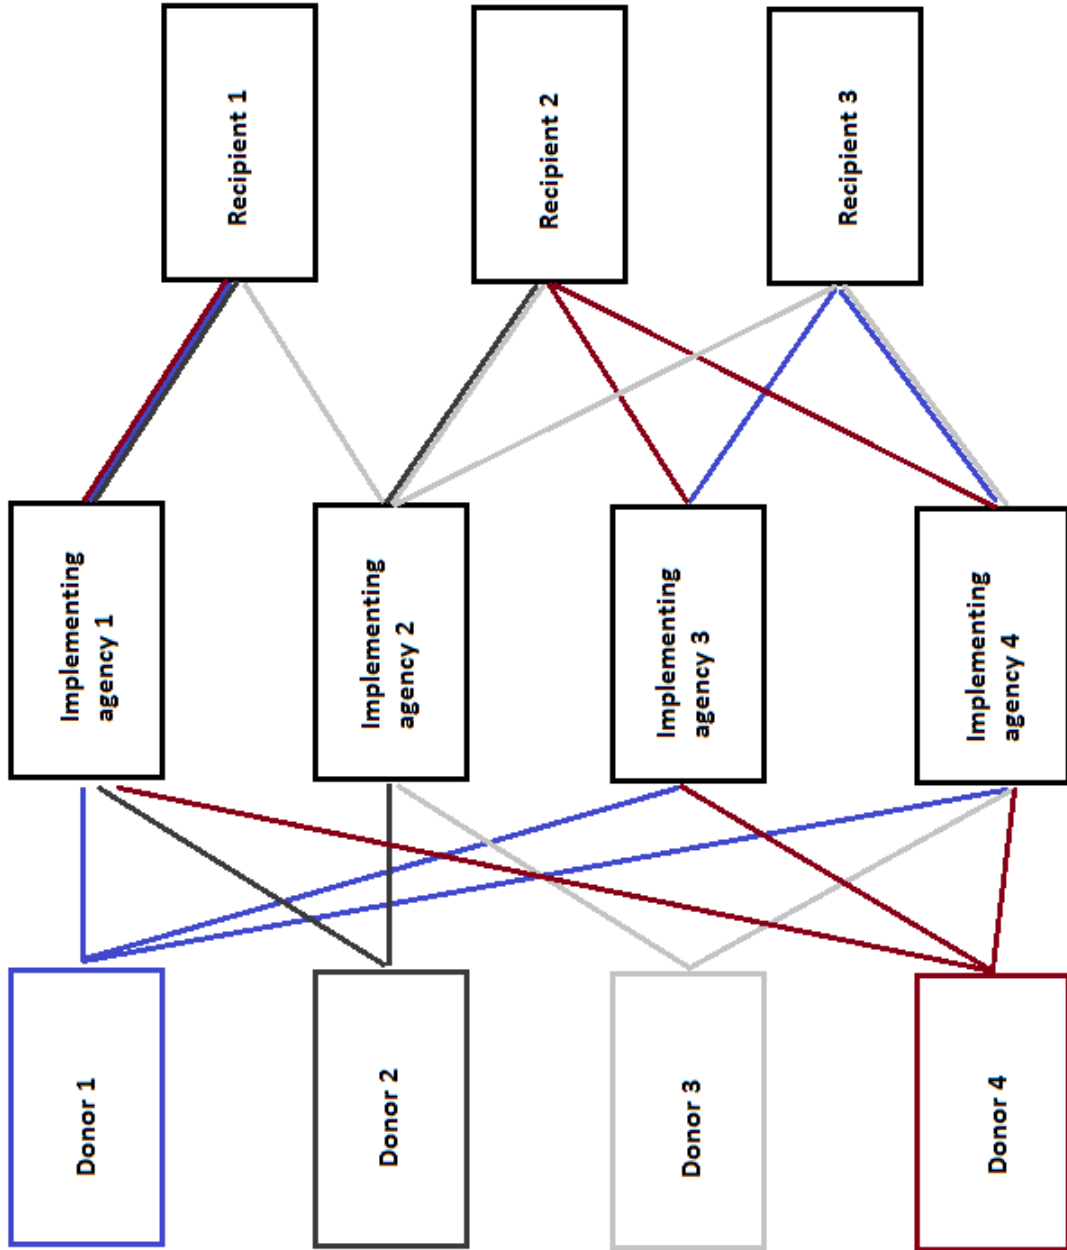 Recipient 1
Recipient 2
Recipient 3
Implementing
agency 1
Implementing
agency 2
Implementing
agency 3
Implementing
agency 4
Donor 1
Donor 2
Donor 3
Donor 4